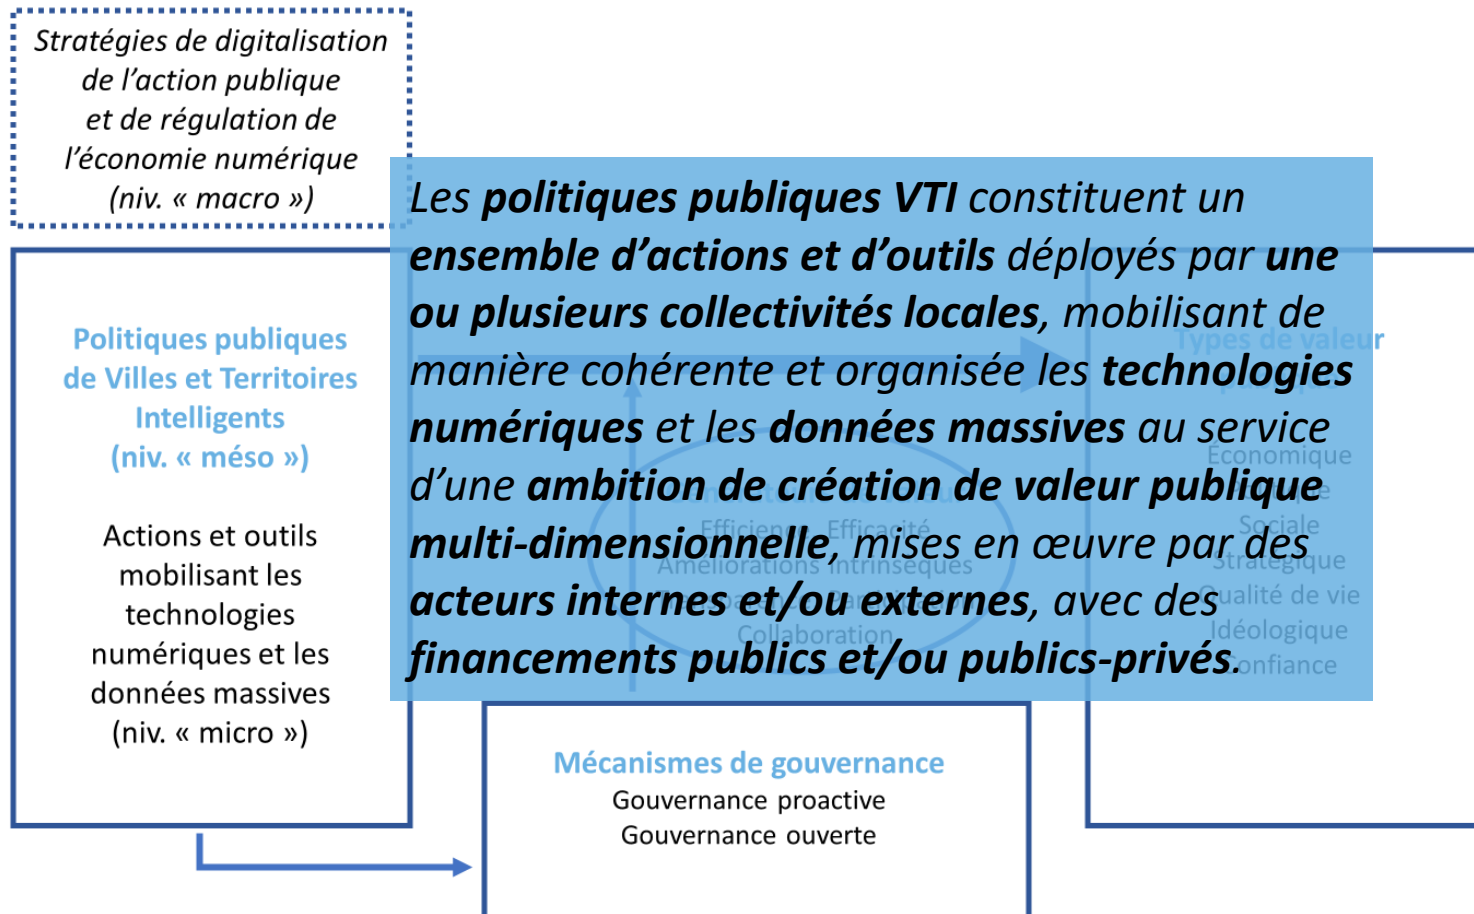 Stratégies de digitalisation
de l’action publique
et de régulation de
l’économie numérique
(niv. « macro »)
Politiques publiques
de Villes et Territoires
Intelligents
(niv. « méso »)
Actions et outils
mobilisant les
technologies
numériques et les
données massives
(niv. « micro »)
Les politiques publiques VTI constituent un
ensemble d’actions et d’outils déployés par une
ou plusieurs collectivités locales, mobilisant de
manière cohérente et organisée les technologies
numériques et les données massives au service
d’une ambition de création de valeur publique
multi-dimensionnelle, mises en œuvre par des
acteurs internes et/ou externes, avec des
financements publics et/ou publics-privés.
Efficience Efficacité
Améliorations intrinsèques
Transparence Participation
Collaboration
Types de valeur
Économique
Sociale
Stratégique
Qualité de vie
Idéologique
Confiance
Mécanismes de gouvernance
Gouvernance proactive
Gouvernance ouverte